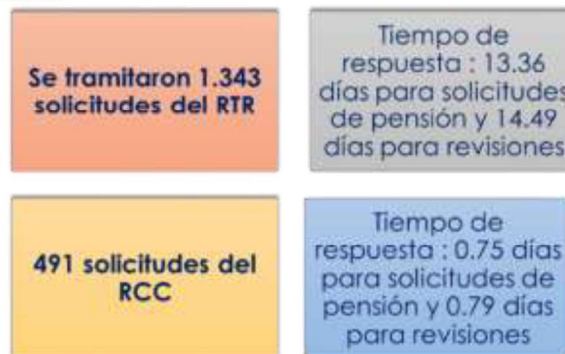 Se tramitaron 1.343
solicitudes del RTR
Tiempo de
respuesta : 13.36
días para solicitudes
de pensión y 14.49
días para revisiones
491 solicitudes del
RCC
Tiempo de
respuesta : 0.75 días
para solicitudes de
pensión y 0.79 días
para revisiones